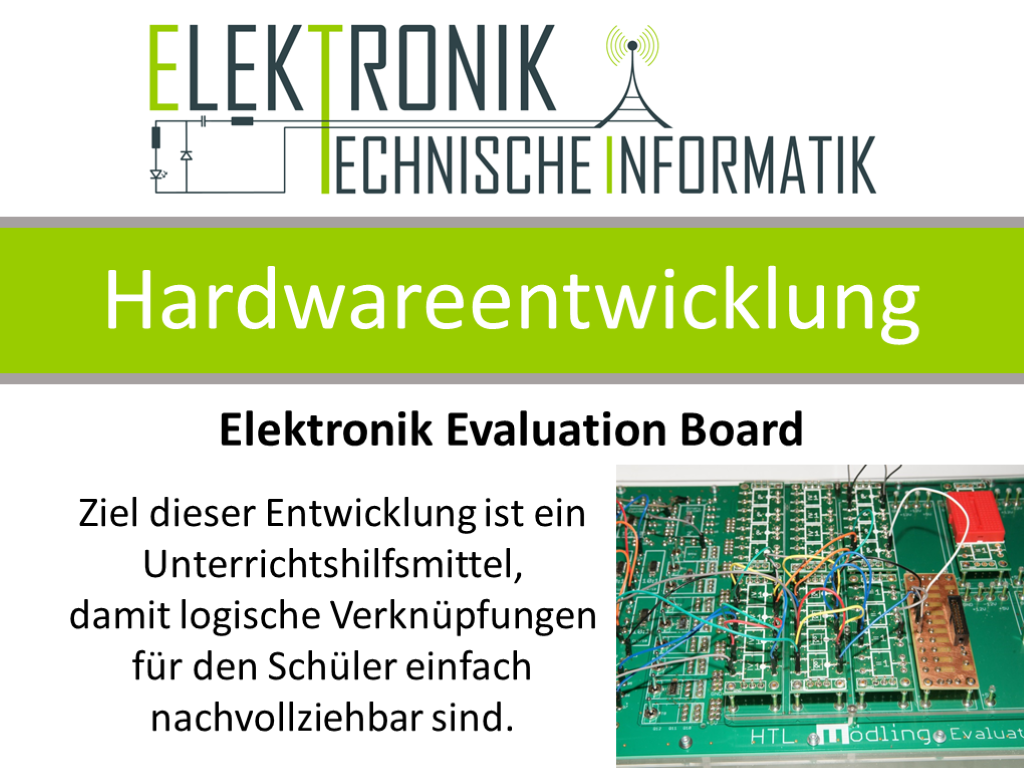 ELEKTRONIK
TECHNISCHE INFORMATIK
Hardwareentwicklung
Elektronik Evaluation Board
Ziel dieser Entwicklung ist ein
Unterrichtshilfsmittel,
damit logische Verknüpfungen
für den Schüler einfach
nachvollziehbar sind.
HTL Mödling Evaluat